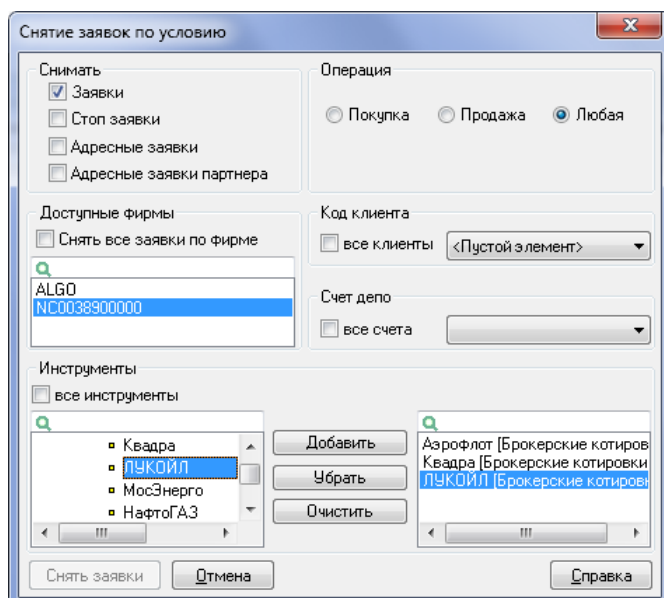 Снятие заявок по условию
Снимать
Заявки
Стоп заявки
Адресные заявки
Адресные заявки партнера
Операция
Покупка Продажа Любая
Доступные фирмы
Снять все заявки по фирме
ALGO
NC0038900000
Код клиента
все клиенты <Пустой элемент>
Счет депо
все счета
Инструменты
все инструменты
Квадра
ЛУКОЙЛ
МосЭнерго
НафтоГАЗ
Добавить
Убрать
Очистить
Аэрофлот [Брокерские котиров
Квадра [Брокерские котировки
ЛУКОЙЛ [Брокерские котировк
Снять заявки Отмена Справка